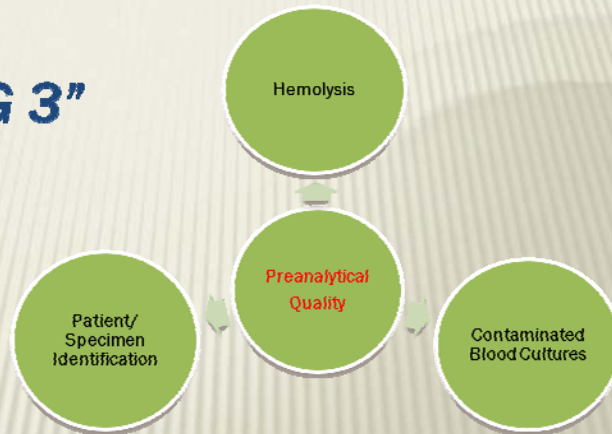 G 3”
Hemolysis
Preanalytical
Quality
Patient/
Specimen
Identification
Contaminated
Blood Cultures